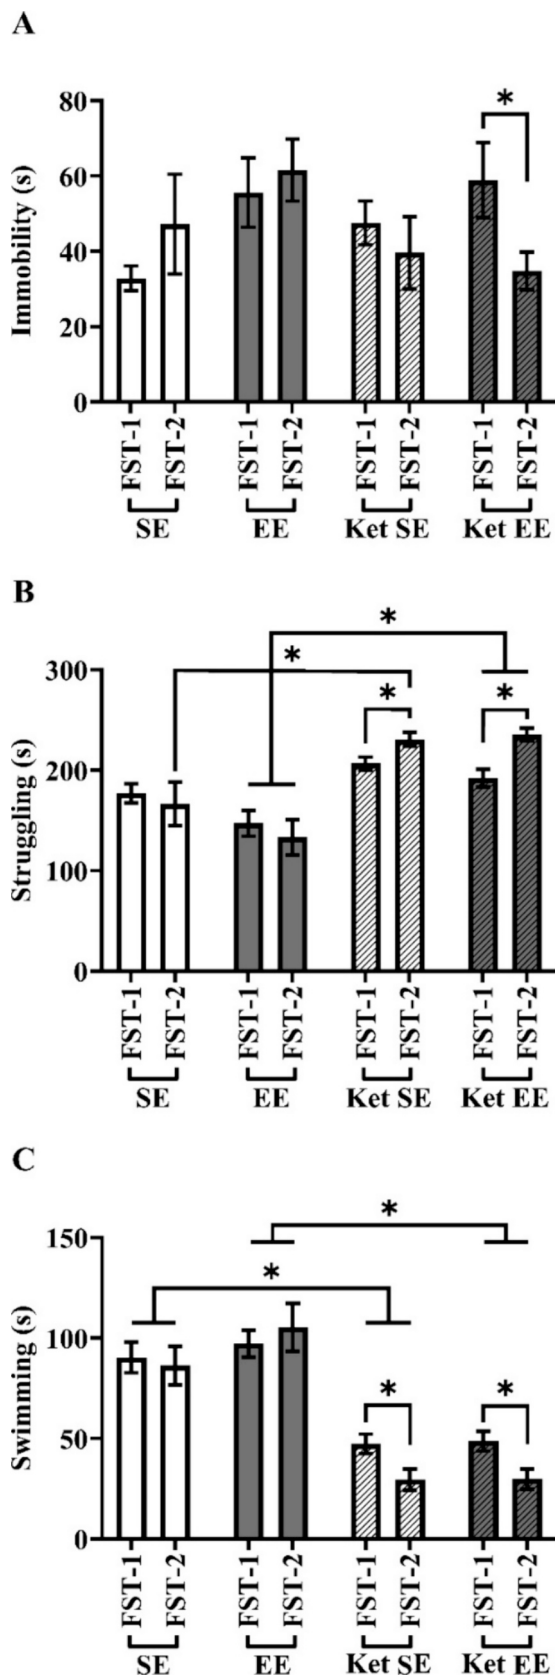 A
Immobility (s)
80
60
40
20
0
*
FST-1 FST-2 FST-1 FST-2 FST-1 FST-2 FST-1 FST-2
SE EE Ket SE Ket EE
B
Struggling (s)
300
200
100
0
*
*
* *
FST-1 FST-2 FST-1 FST-2 FST-1 FST-2 FST-1 FST-2
SE EE Ket SE Ket EE
C
Swimming (s)
150
100
50
0
*
*
* *
FST-1 FST-2 FST-1 FST-2 FST-1 FST-2 FST-1 FST-2
SE EE Ket SE Ket EE